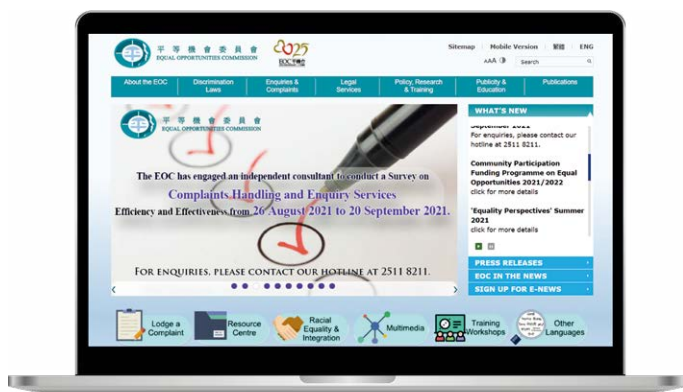 平等機會委員會
EQUAL OPPORTUNITIES COMMISSION
2025
Sitemap Mobile Version 繁體 ENG
AAA Search
About the EOC
Discrimination Laws
Enquiries & Complaints
Legal Services
Policy, Research & Training
Publicity & Education
Publications
平等機會委員會
EQUAL OPPORTUNITIES COMMISSION
The EOC has engaged an independent consultant to conduct a Survey on
Complaints Handling and Enquiry Services
Efficiency and Effectiveness from 26 August 2021 to 20 September 2021.
FOR ENQUIRIES, PLEASE CONTACT OUR HOTLINE AT 2511 8211.
WHAT'S NEW
September 2021
For enquiries, please contact our
hotline at 2511 8211.
Community Participation
Funding Programme on Equal
Opportunities 2021/2022
click for more details
'Equality Perspectives' Summer
2021
click for more details
PRESS RELEASES
EOC IN THE NEWS
SIGN UP FOR E-NEWS
Lodge a
Complaint
Resource
Centre
Racial
Equality &
Integration
Multimedia
Training
Workshops
Other
Languages